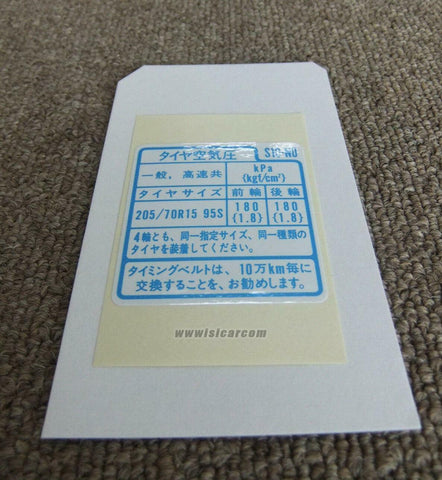 タイヤ空気圧
一般, 高速共 kPa
{kgf/cm²}
タイヤサイズ 前輪 後輪
205/70R15 95S 180 180
{1.8} {1.8}
4輪とも、同一指定サイズ、同一種類の
タイヤを装着してください。
タイミングベルトは、10万km毎に
交換することを、お勧めします。
wwwisicarcom